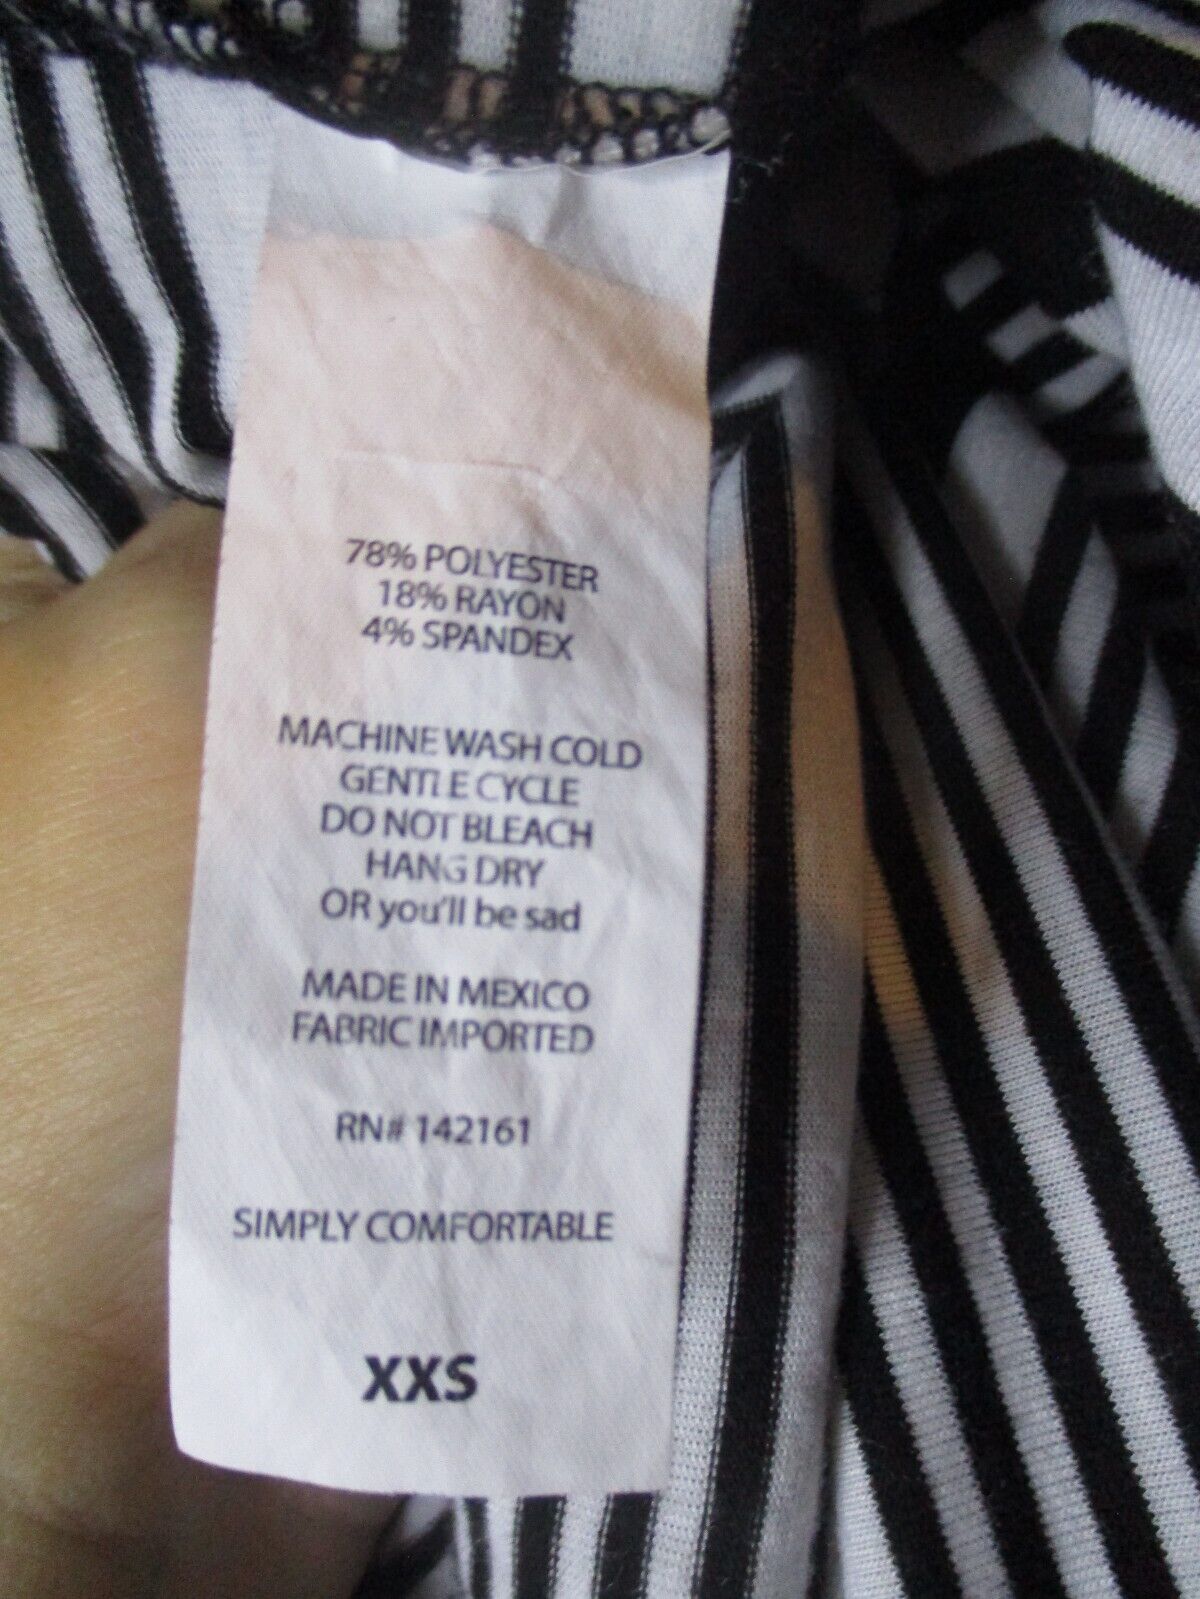 78% POLYESTER
18% RAYON
4% SPANDEX
MACHINE WASH COLD
GENTLE CYCLE
DO NOT BLEACH
HANG DRY
OR you'll be sad
MADE IN MEXICO
FABRIC IMPORTED
RN# 142161
SIMPLY COMFORTABLE
XXS